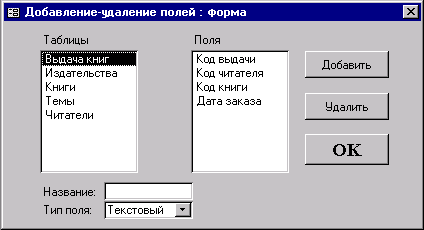 Добавление-удаление полей : форма
Таблицы
Поля
Выдача книг
Издательства
Книги
Темы
Читатели
Код выдачи
Код читателя
Код книги
Дата заказа
Добавить
Удалить
OK
Название:
Тип поля: Текстовый